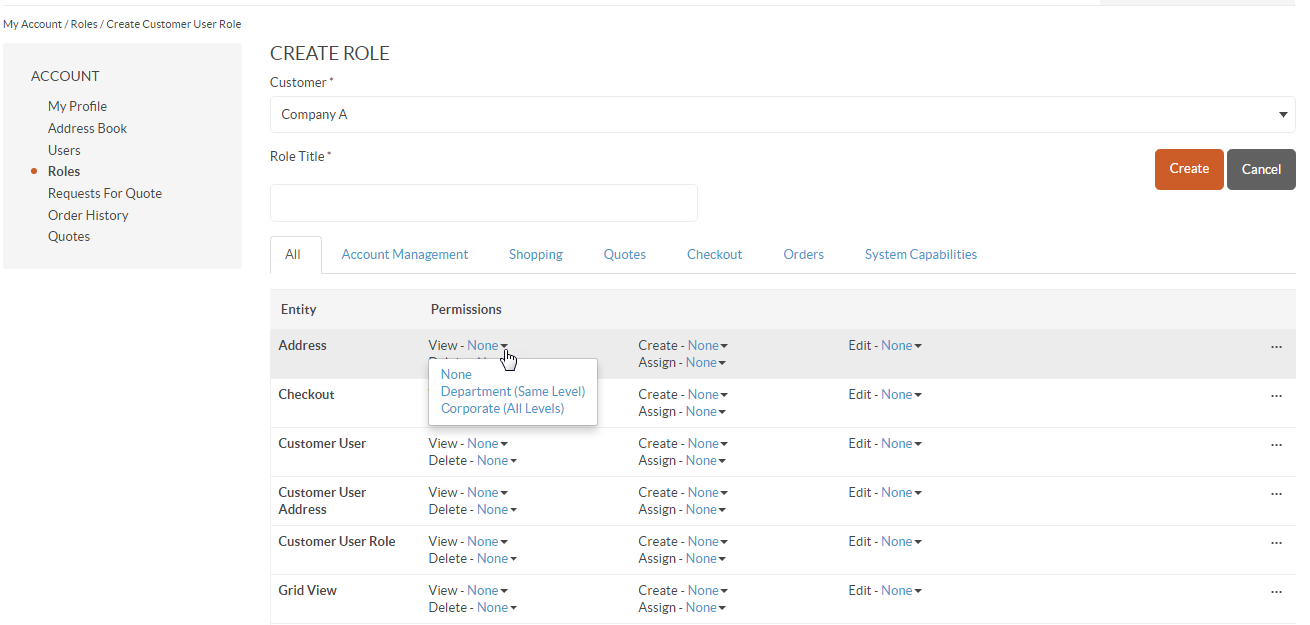 My Account / Roles / Create Customer User Role
ACCOUNT
My Profile
Address Book
Users
Roles
Requests For Quote
Order History
Quotes
CREATE ROLE
Customer *
Company A
Role Title *
Create
Cancel
All Account Management Shopping Quotes Checkout Orders System Capabilities
Entity Permissions
Address View - None Create - None Edit - None ...
Assign - None
None
Department (Same Level)
Corporate (All Levels)
Checkout Create - None Edit - None ...
Assign - None
Customer User View - None Create - None Edit - None ...
Delete - None Assign - None
Customer User View - None Create - None Edit - None ...
Address Delete - None Assign - None
Customer User Role View - None Create - None Edit - None ...
Delete - None Assign - None
Grid View View - None Create - None Edit - None ...
Delete - None Assign - None